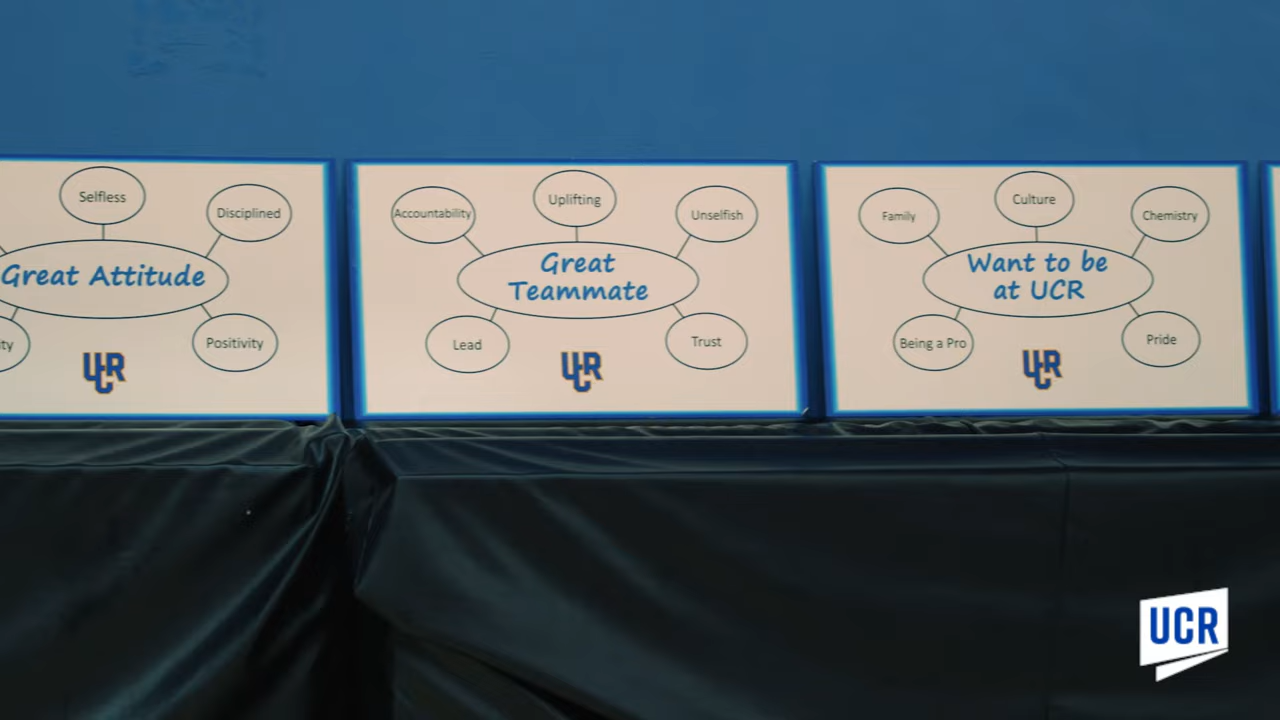 Selfless
Disciplined
Great Attitude
Positivity
UCR
Accountability
Uplifting
Unselfish
Great
Teammate
Lead
Trust
UCR
Family
Culture
Chemistry
Want to be
at UCR
Being a Pro
Pride
UCR
UCR